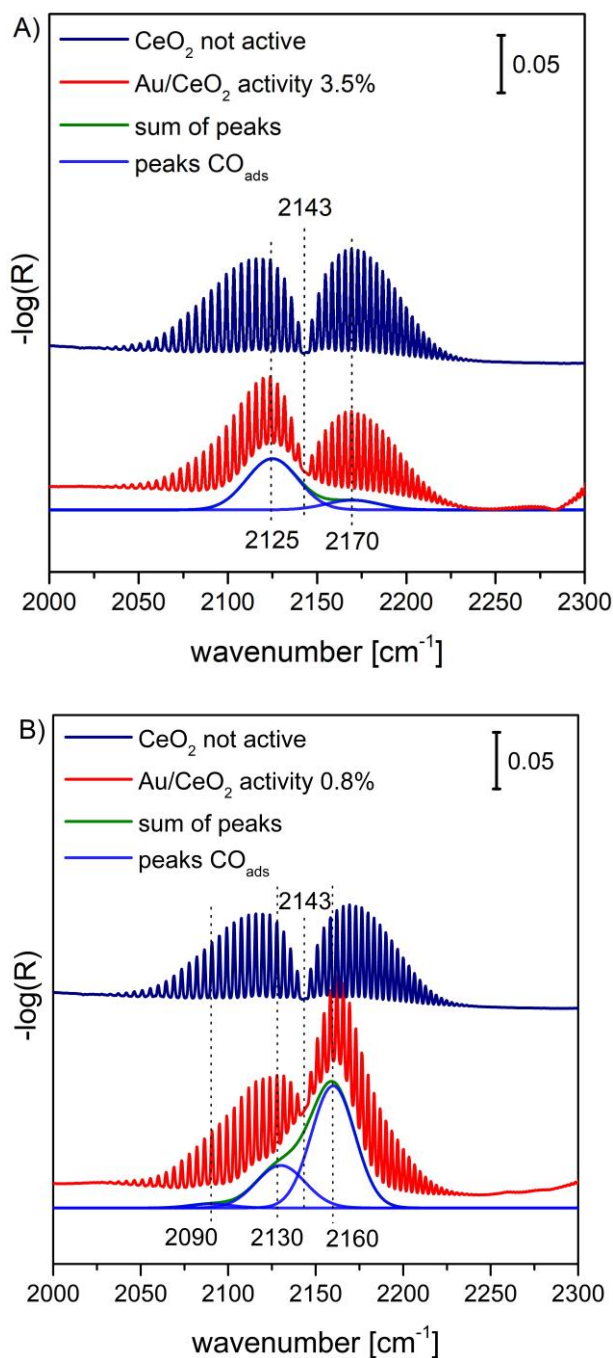 A)
CeO₂ not active
Au/CeO₂ activity 3.5%
sum of peaks
peaks CO_ads
0.05
2143
-log(R)
2125 2170
2000 2050 2100 2150 2200 2250 2300
wavenumber [cm⁻¹]
B)
CeO₂ not active
Au/CeO₂ activity 0.8%
sum of peaks
peaks CO_ads
0.05
2143
-log(R)
2090 2130 2160
2000 2050 2100 2150 2200 2250 2300
wavenumber [cm⁻¹]